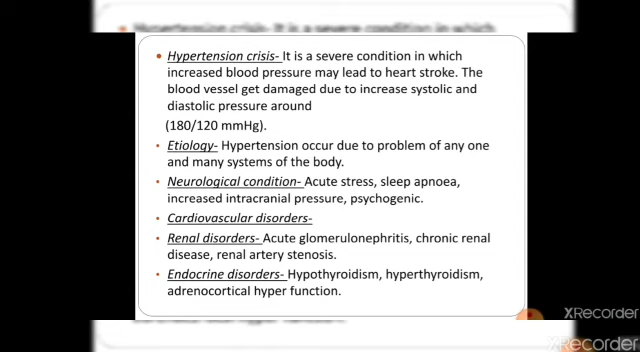 Hypertension crisis- It is a severe condition in which
increased blood pressure may lead to heart stroke. The
blood vessel get damaged due to increase systolic and
diastolic pressure around
(180/120 mmHg).
Etiology- Hypertension occur due to problem of any one
and many systems of the body.
Neurological condition- Acute stress, sleep apnoea,
increased intracranial pressure, psychogenic.
Cardiovascular disorders-
Renal disorders- Acute glomerulonephritis, chronic renal
disease, renal artery stenosis.
Endocrine disorders- Hypothyroidism, hyperthyroidism,
adrenocortical hyper function.
XRecorder
XRecorder